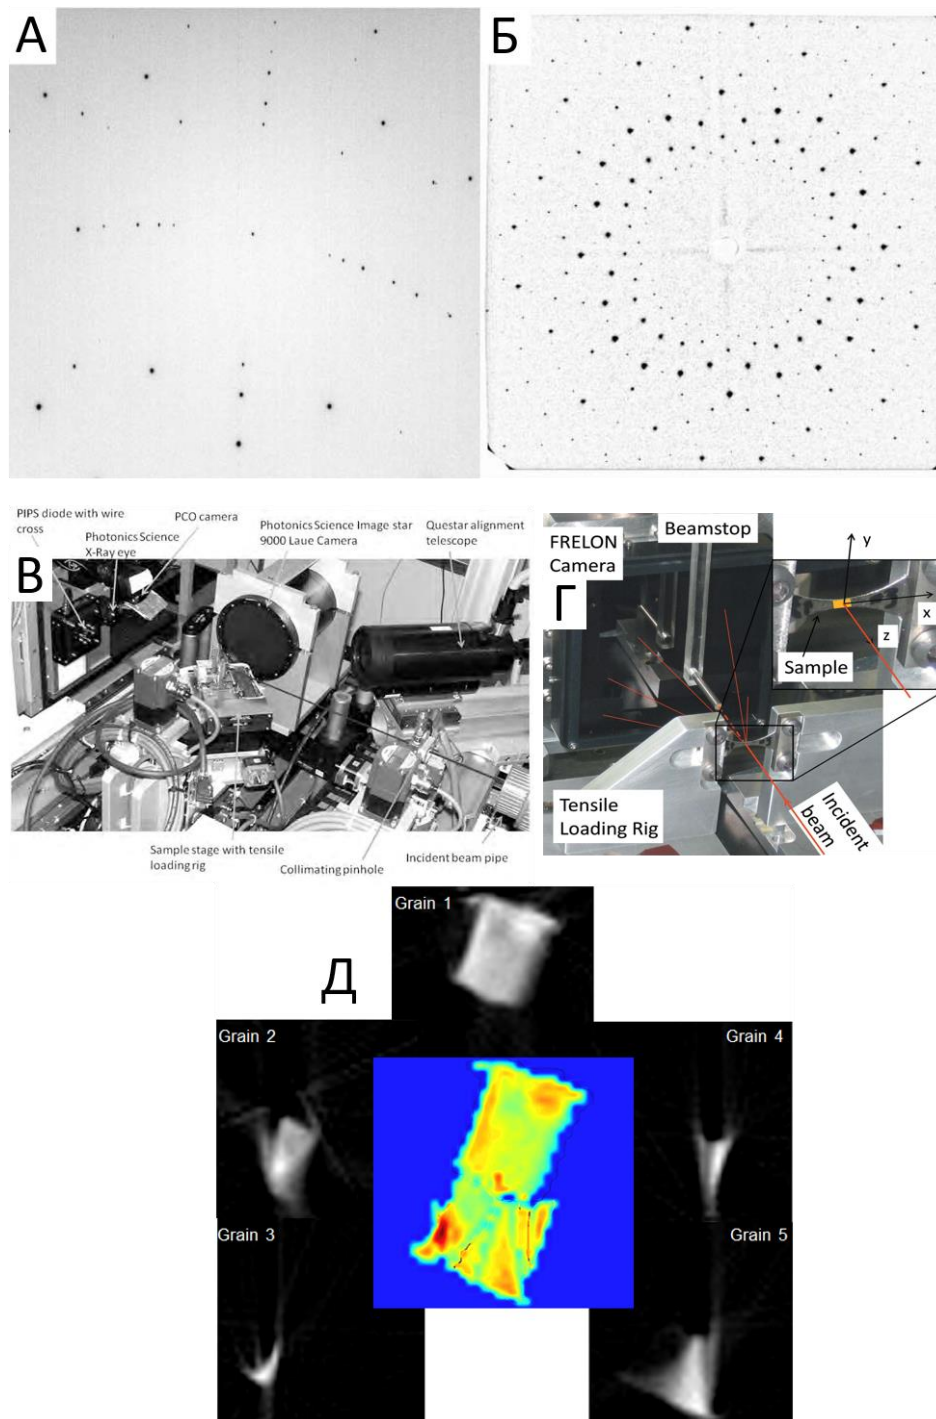 А
Б
PIPS diode with wire
cross
Photonics Science
X-Ray eye
PCO camera
Photonics Science Image star
9000 Laue Camera
Questar alignment
telescope
В
Sample stage with tensile
loading rig
Collimating pinhole
Incident beam pipe
FRELON
Camera
Beamstop
Г
y
x
z
Sample
Tensile
Loading Rig
Incident
beam
Grain 1
Д
Grain 2
Grain 4
Grain 3
Grain 5